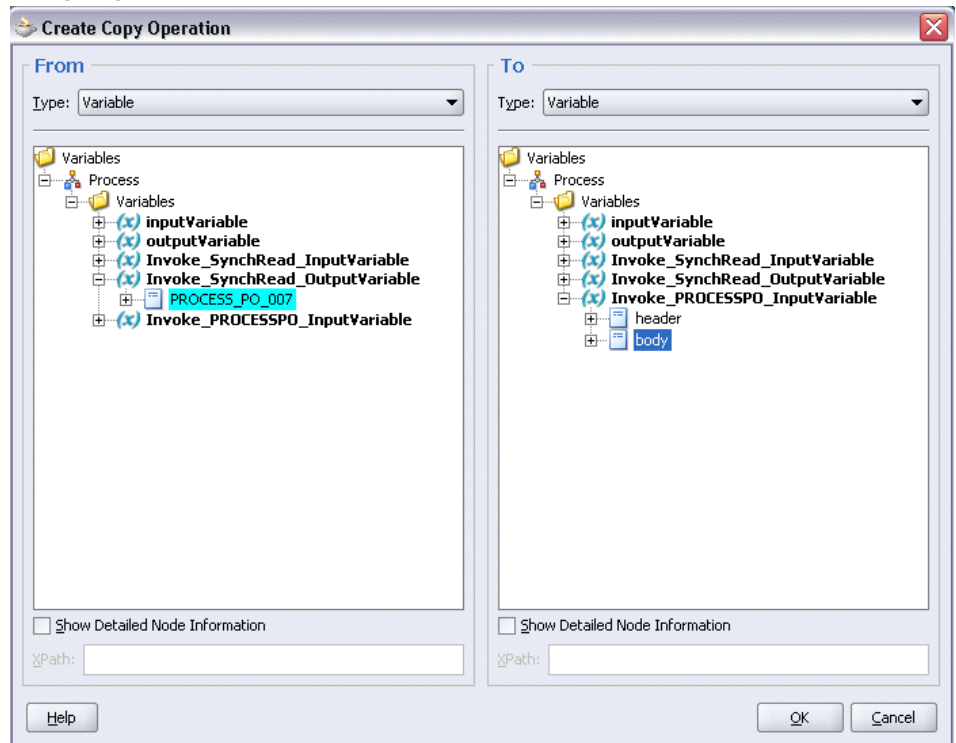 Create Copy Operation
From
Type: Variable
Variables
Process
Variables
inputVariable
outputVariable
Invoke_SynchRead_InputVariable
Invoke_SynchRead_OutputVariable
PROCESS_PO_007
Invoke_PROCESSPO_InputVariable
Show Detailed Node Information
XPath:
To
Type: Variable
Variables
Process
Variables
inputVariable
outputVariable
Invoke_SynchRead_InputVariable
Invoke_SynchRead_OutputVariable
Invoke_PROCESSPO_InputVariable
header
body
Show Detailed Node Information
XPath:
Help
OK
Cancel